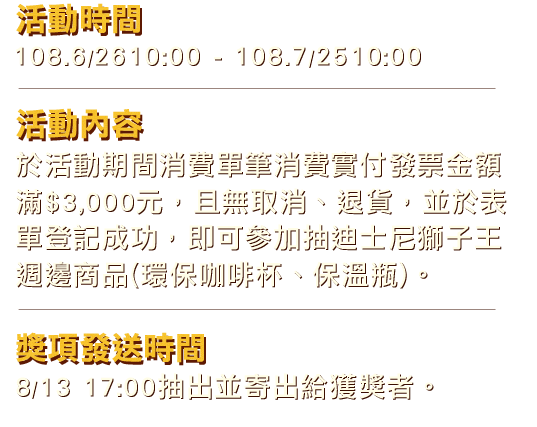 活動時間
108.6/2610:00 - 108.7/2510:00
活動內容
於活動期間消費單筆消費實付發票金額
滿$3,000元，且無取消、退貨，並於表
單登記成功，即可參加抽迪士尼獅子王
週邊商品(環保咖啡杯、保溫瓶)。
獎項發送時間
8/13 17:00抽出並寄出給獲獎者。